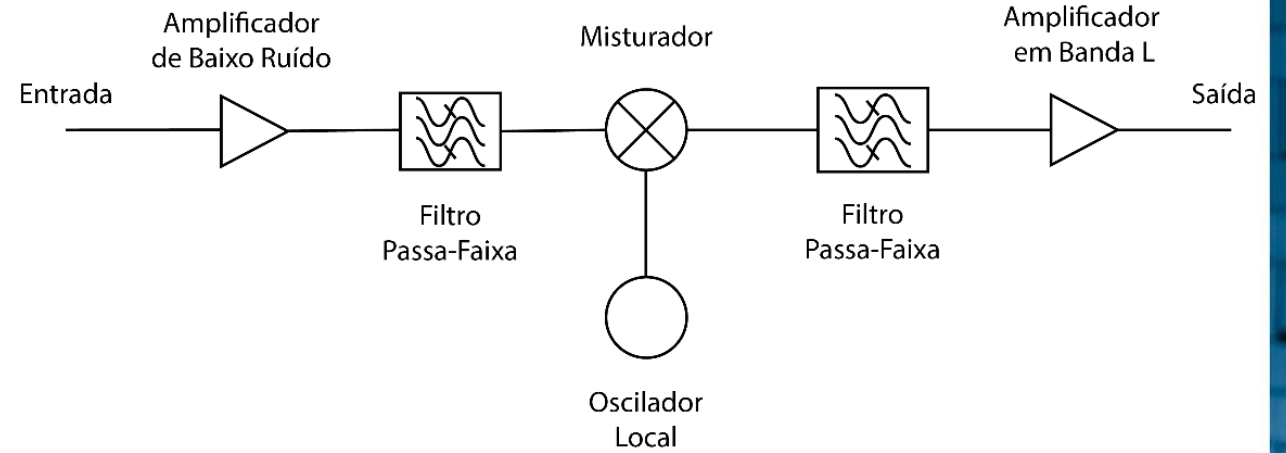 Amplificador
de Baixo Ruído
Misturador
Amplificador
em Banda L
Entrada
Saída
Filtro
Passa-Faixa
Filtro
Passa-Faixa
Oscilador
Local